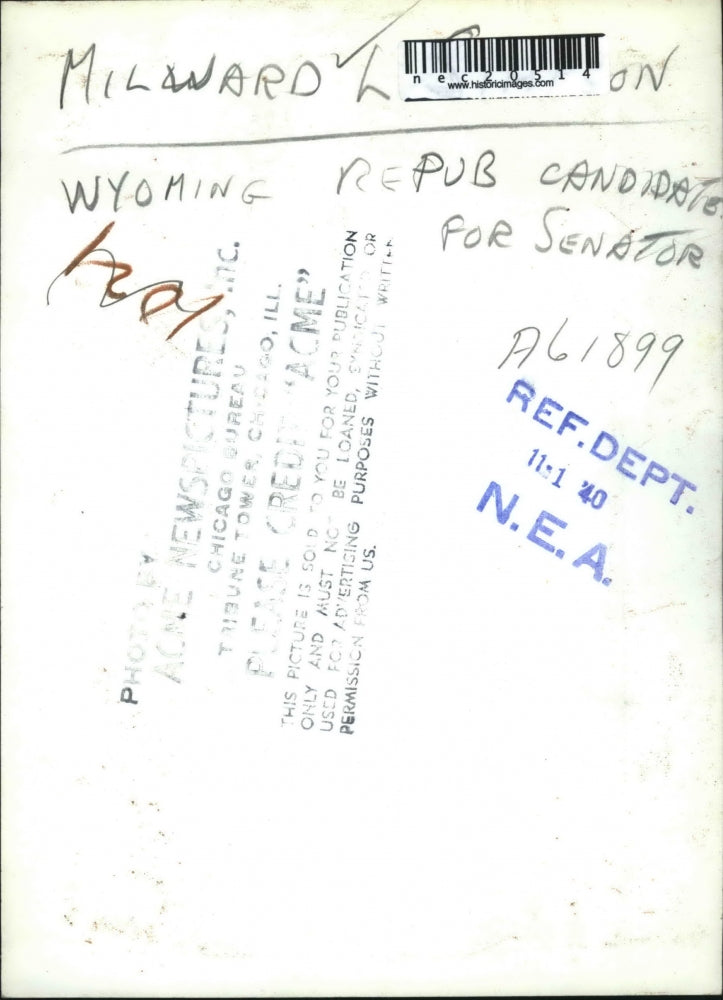 MILWARD L ON
nec20514
www.historicimages.com
WYOMING REPUB CANDIDATE
FOR SENATOR
A61899
REF. DEPT.
11-1 '40
N.E.A.
PHOTO BY
ACME NEWSPICTURES, Inc.
CHICAGO BUREAU
TRIBUNE TOWER, CHICAGO, ILL.
PLEASE CREDIT "ACME"
THIS PICTURE IS SOLD TO YOU FOR YOUR PUBLICATION
ONLY AND MUST NOT BE LOANED, SYNDICATED OR
USED FOR ADVERTISING PURPOSES WITHOUT WRITTEN
PERMISSION FROM US.